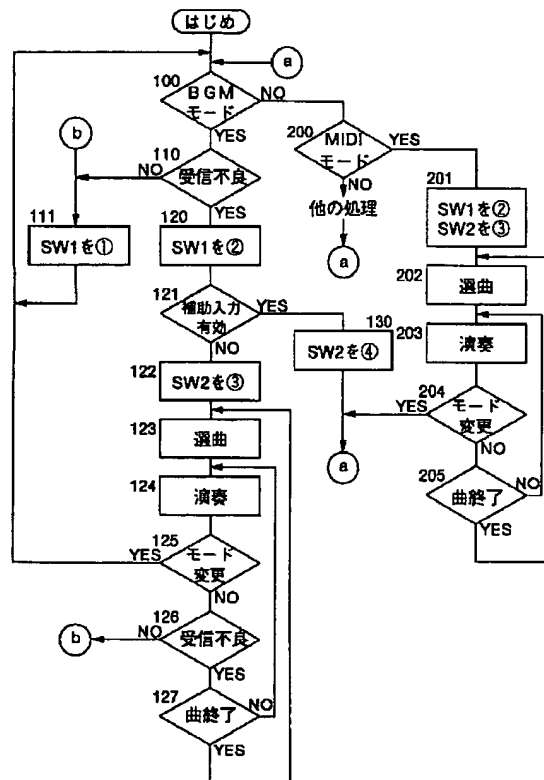 はじめ
a
100
BGM
モード
NO
YES
b
110
NO
受信不良
YES
111
SW1を①
120
SW1を②
121
補助入力
有効
YES
NO
130
SW2を④
a
122
SW2を③
123
選曲
124
演奏
125
YES
モード
変更
NO
126
b
NO
受信不良
YES
127
曲終了
NO
YES
200
MIDI
モード
YES
NO
他の処理
a
201
SW1を②
SW2を③
202
選曲
203
演奏
204
YES
モード
変更
NO
205
曲終了
NO
YES